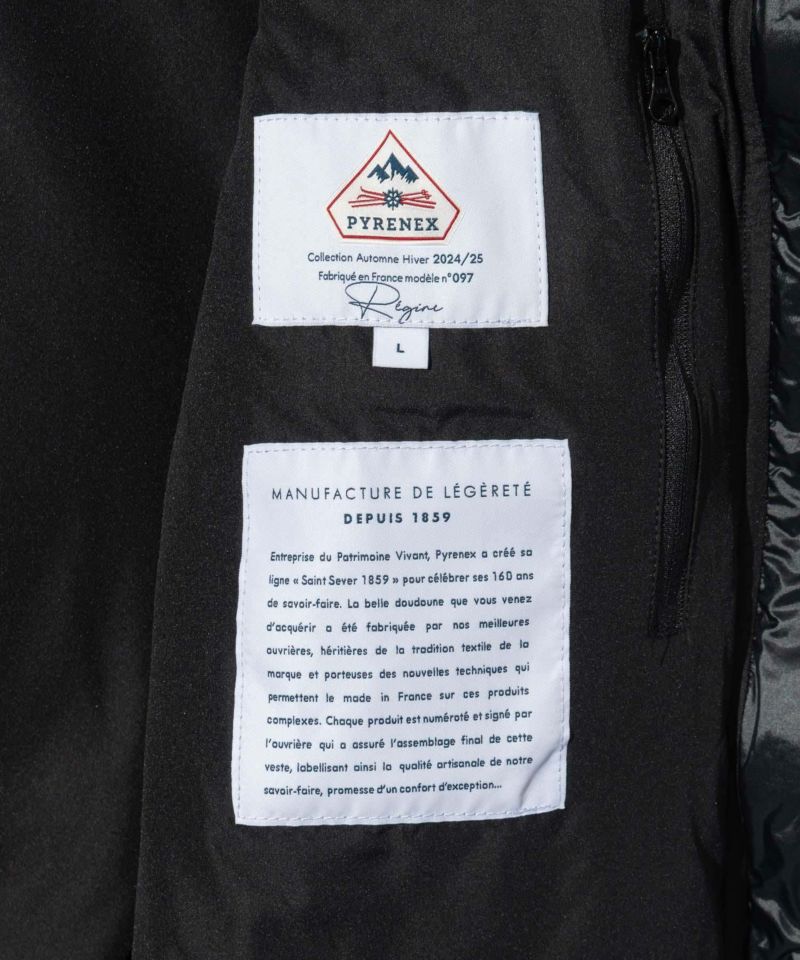 PYRENEX
Collection Automne Hiver 2024/25
Fabriqué en France modèle n°097
Régine
L
MANUFACTURE DE LÉGÈRETÉ
DEPUIS 1859
Entreprise du Patrimoine Vivant, Pyrenex a créé sa
ligne « Saint Sever 1859 » pour célébrer ses 160 ans
de savoir-faire. La belle doudoune que vous venez
d'acquérir a été fabriquée par nos meilleures
ouvrières, héritières de la tradition textile de la
marque et porteuses des nouvelles techniques qui
permettent le made in France sur ces produits
complexes. Chaque produit est numéroté et signé par
l'ouvrière qui a assuré l'assemblage final de cette
veste, labellisant ainsi la qualité artisanale de notre
savoir-faire, promesse d'un confort d'exception...